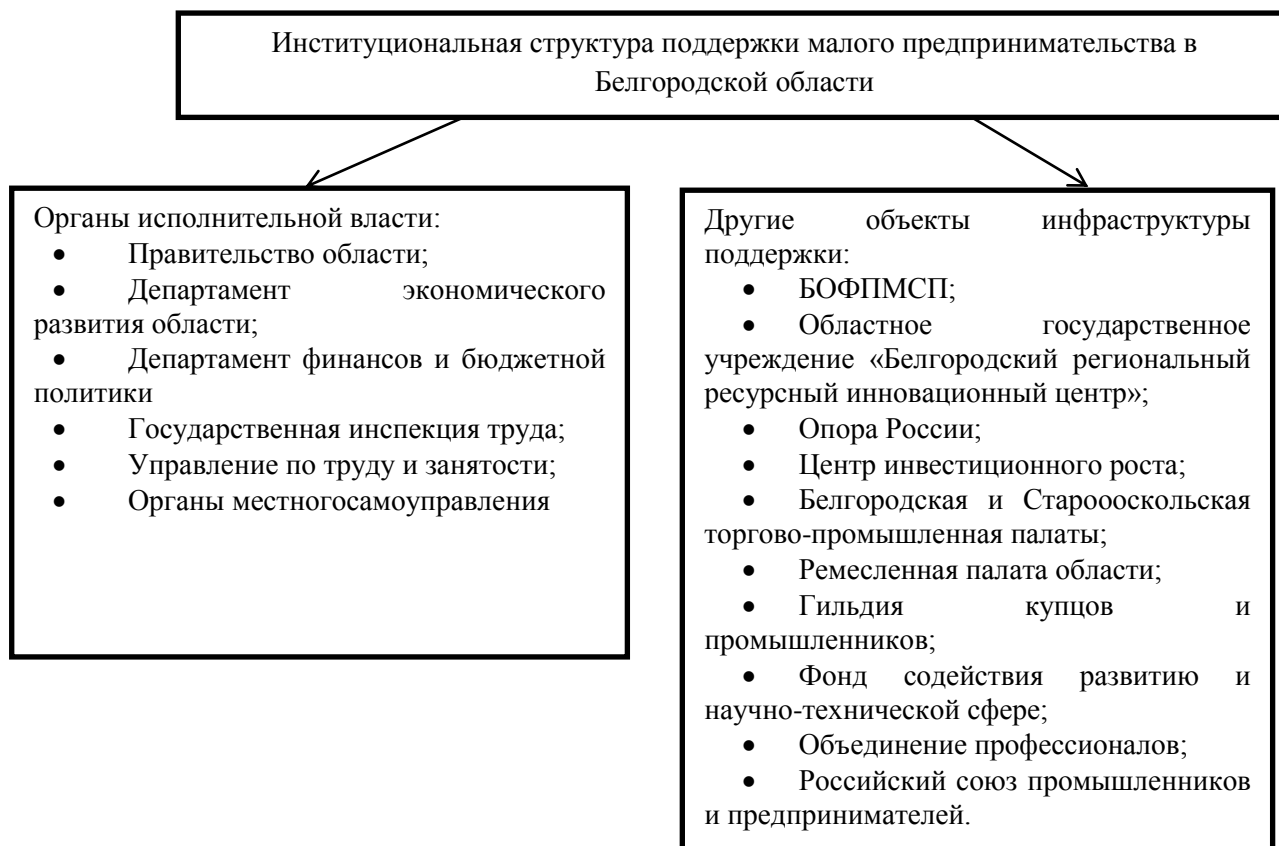 Институциональная структура поддержки малого предпринимательства в
Белгородской области
Органы исполнительной власти:
• Правительство области;
• Департамент экономического
развития области;
• Департамент финансов и бюджетной
политики
• Государственная инспекция труда;
• Управление по труду и занятости;
• Органы местногосамоуправления
Другие объекты инфраструктуры
поддержки:
• БОФПМСП;
• Областное государственное
учреждение «Белгородский региональный
ресурсный инновационный центр»;
• Опора России;
• Центр инвестиционного роста;
• Белгородская и Староооскольская
торгово-промышленная палаты;
• Ремесленная палата области;
• Гильдия купцов и
промышленников;
• Фонд содействия развитию и
научно-технической сфере;
• Объединение профессионалов;
• Российский союз промышленников
и предпринимателей.